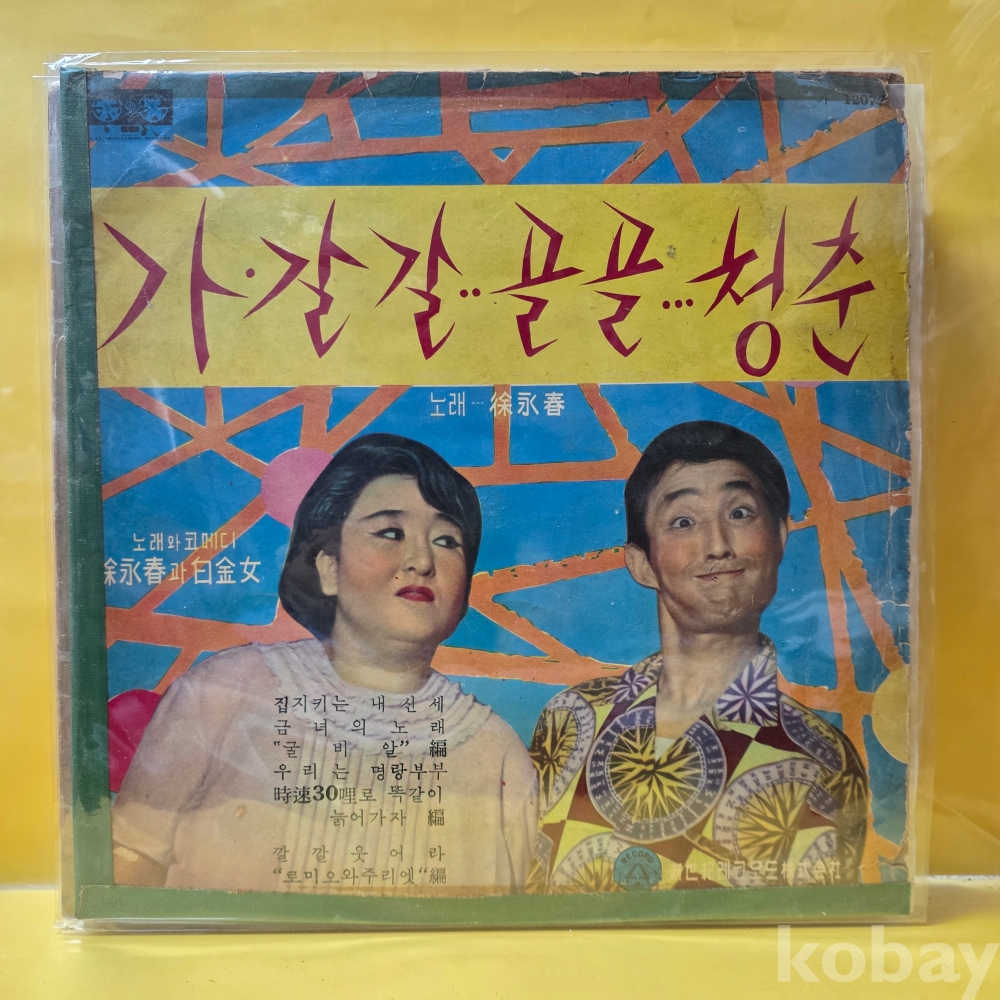 가·갈갈··골골···청춘
노래···徐永春
노래와 코메디
徐永春과 白金女
집지키는 내신세
금녀의 노래
"굴비알" 編
우리는 명랑부부
時速30哩로 똑같이
늙어가자 編
깔깔웃어라
"로미오와주리엣" 編
RECORD
kobay